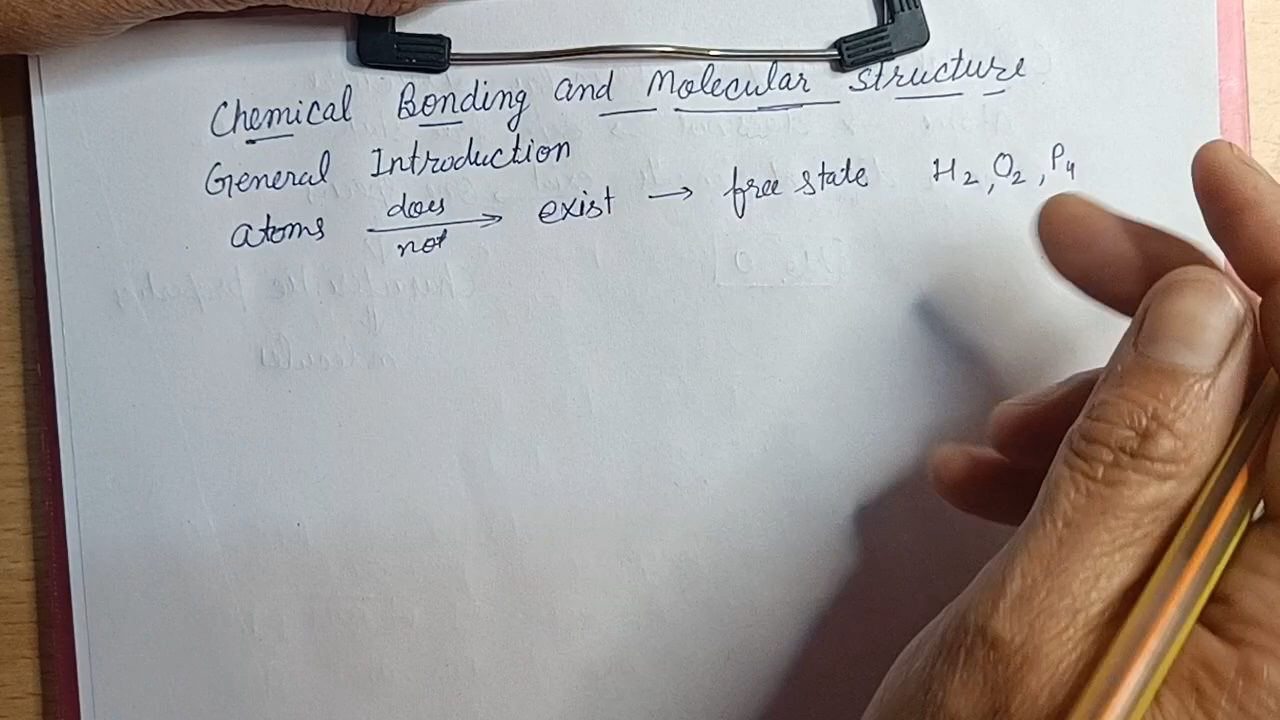 Chemical Bonding and Molecular structure
General Introduction
atoms does not → exist → free state H2, O2, P4